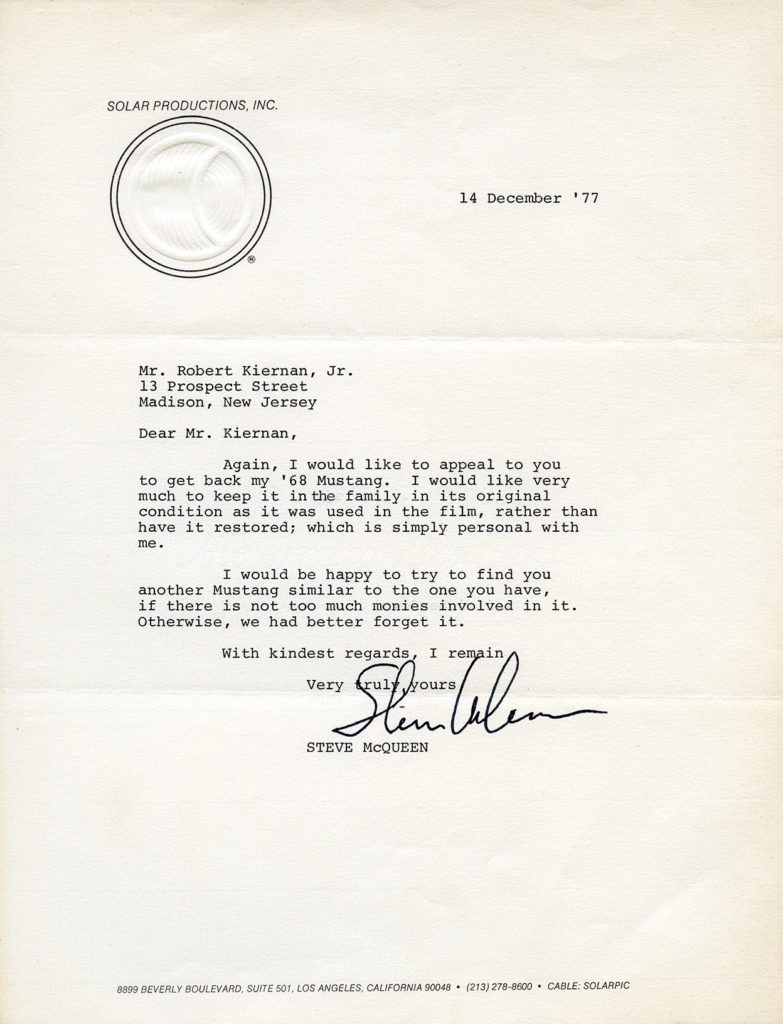 SOLAR PRODUCTIONS, INC.
®
14 December '77
Mr. Robert Kiernan, Jr.
13 Prospect Street
Madison, New Jersey
Dear Mr. Kiernan,
Again, I would like to appeal to you
to get back my '68 Mustang. I would like very
much to keep it in the family in its original
condition as it was used in the film, rather than
have it restored; which is simply personal with
me.
I would be happy to try to find you
another Mustang similar to the one you have,
if there is not too much monies involved in it.
Otherwise, we had better forget it.
With kindest regards, I remain
Very truly yours
STEVE McQUEEN
8899 BEVERLY BOULEVARD, SUITE 501, LOS ANGELES, CALIFORNIA 90048 • (213) 278-8600 • CABLE: SOLARPIC